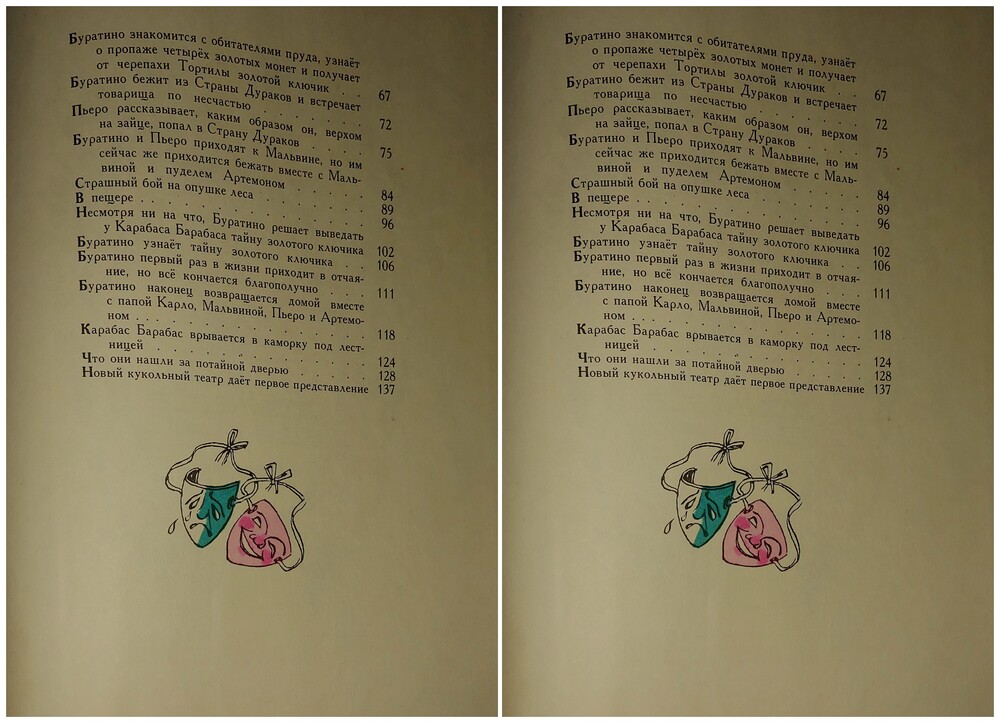 Буратино знакомится с обитателями пруда, узнаёт
о пропаже четырёх золотых монет и получает
от черепахи Тортилы золотой ключик . . 67
Буратино бежит из Страны Дураков и встречает
товарища по несчастью . . . . . . . 72
Пьеро рассказывает, каким образом он, верхом
на зайце, попал в Страну Дураков . . . . 75
Буратино и Пьеро приходят к Мальвине, но им
сейчас же приходится бежать вместе с Маль-
виной и пуделем Артемоном . . . . . 84
Страшный бой на опушке леса . . . . . . 89
В пещере . . . . . . . . . . . . . 96
Несмотря ни на что, Буратино решает выведать
у Карабаса Барабаса тайну золотого ключика 102
Буратино узнаёт тайну золотого ключика . . 106
Буратино первый раз в жизни приходит в отчая-
ние, но всё кончается благополучно . . . 111
Буратино наконец возвращается домой вместе
с папой Карло, Мальвиной, Пьеро и Артемо-
ном . . . . . . . . . . . . . . 118
Карабас Барабас врывается в каморку под лест-
ницей . . . . . . . . . . . . . 124
Что они нашли за потайной дверью . . . . . 128
Новый кукольный театр даёт первое представление 137
Буратино знакомится с обитателями пруда, узнаёт
о пропаже четырёх золотых монет и получает
от черепахи Тортилы золотой ключик . . 67
Буратино бежит из Страны Дураков и встречает
товарища по несчастью . . . . . . . 72
Пьеро рассказывает, каким образом он, верхом
на зайце, попал в Страну Дураков . . . . 75
Буратино и Пьеро приходят к Мальвине, но им
сейчас же приходится бежать вместе с Маль-
виной и пуделем Артемоном . . . . . 84
Страшный бой на опушке леса . . . . . . 89
В пещере . . . . . . . . . . . . . 96
Несмотря ни на что, Буратино решает выведать
у Карабаса Барабаса тайну золотого ключика 102
Буратино узнаёт тайну золотого ключика . . 106
Буратино первый раз в жизни приходит в отчая-
ние, но всё кончается благополучно . . . 111
Буратино наконец возвращается домой вместе
с папой Карло, Мальвиной, Пьеро и Артемо-
ном . . . . . . . . . . . . . . 118
Карабас Барабас врывается в каморку под лест-
ницей . . . . . . . . . . . . . 124
Что они нашли за потайной дверью . . . . . 128
Новый кукольный театр даёт первое представление 137